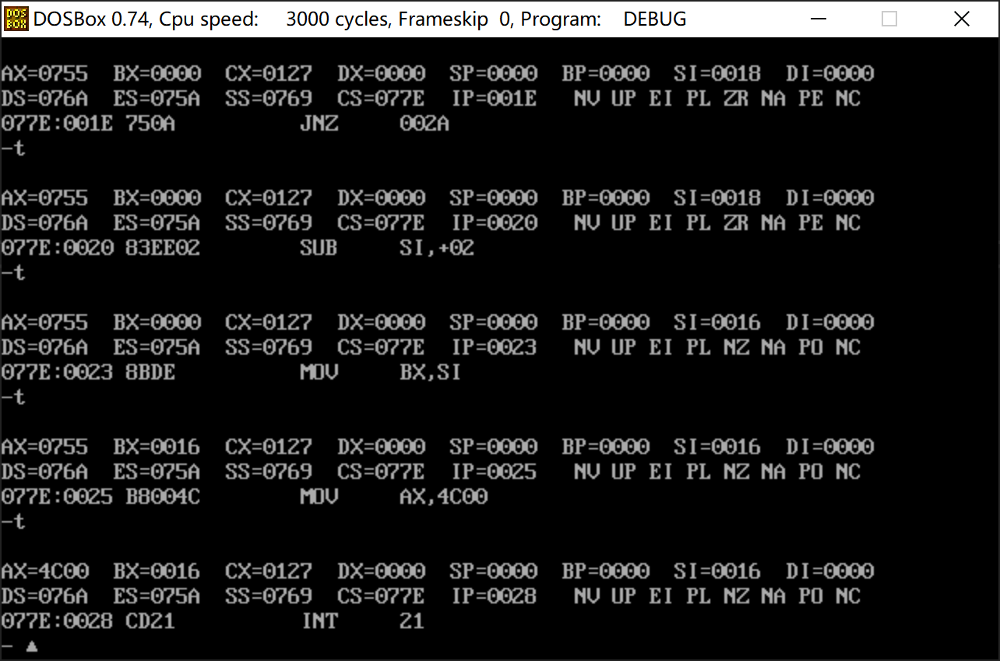 DOS BOX DOSBox 0.74, Cpu speed: 3000 cycles, Frameskip 0, Program: DEBUG
AX=0755 BX=0000 CX=0127 DX=0000 SP=0000 BP=0000 SI=0018 DI=0000
DS=076A ES=075A SS=0769 CS=077E IP=001E NV UP EI PL ZR NA PE NC
077E:001E 750A JNZ 002A
-t
AX=0755 BX=0000 CX=0127 DX=0000 SP=0000 BP=0000 SI=0018 DI=0000
DS=076A ES=075A SS=0769 CS=077E IP=0020 NV UP EI PL ZR NA PE NC
077E:0020 83EE02 SUB SI,+02
-t
AX=0755 BX=0000 CX=0127 DX=0000 SP=0000 BP=0000 SI=0016 DI=0000
DS=076A ES=075A SS=0769 CS=077E IP=0023 NV UP EI PL NZ NA PO NC
077E:0023 8BDE MOV BX,SI
-t
AX=0755 BX=0016 CX=0127 DX=0000 SP=0000 BP=0000 SI=0016 DI=0000
DS=076A ES=075A SS=0769 CS=077E IP=0025 NV UP EI PL NZ NA PO NC
077E:0025 B8004C MOV AX,4C00
-t
AX=4C00 BX=0016 CX=0127 DX=0000 SP=0000 BP=0000 SI=0016 DI=0000
DS=076A ES=075A SS=0769 CS=077E IP=0028 NV UP EI PL NZ NA PO NC
077E:0028 CD21 INT 21
- ▲